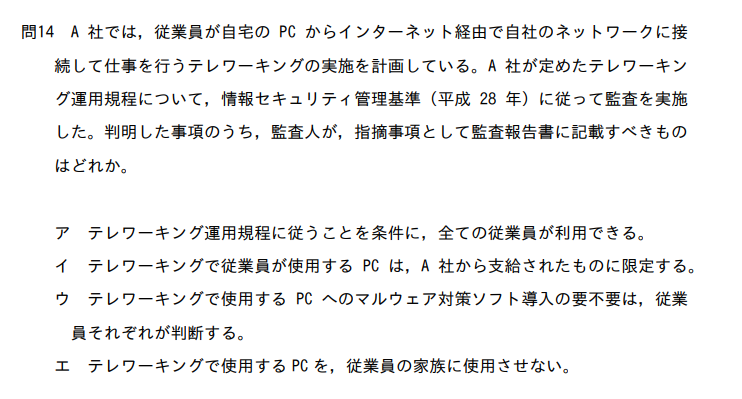 問14 A 社では，従業員が自宅の PC からインターネット経由で自社のネットワークに接
続して仕事を行うテレワーキングの実施を計画している。A 社が定めたテレワーキン
グ運用規程について，情報セキュリティ管理基準（平成 28 年）に従って監査を実施
した。判明した事項のうち，監査人が，指摘事項として監査報告書に記載すべきもの
はどれか。
ア テレワーキング運用規程に従うことを条件に，全ての従業員が利用できる。
イ テレワーキングで従業員が使用する PC は，A 社から支給されたものに限定する。
ウ テレワーキングで使用する PC へのマルウェア対策ソフト導入の要不要は，従業
員それぞれが判断する。
エ テレワーキングで使用する PC を，従業員の家族に使用させない。